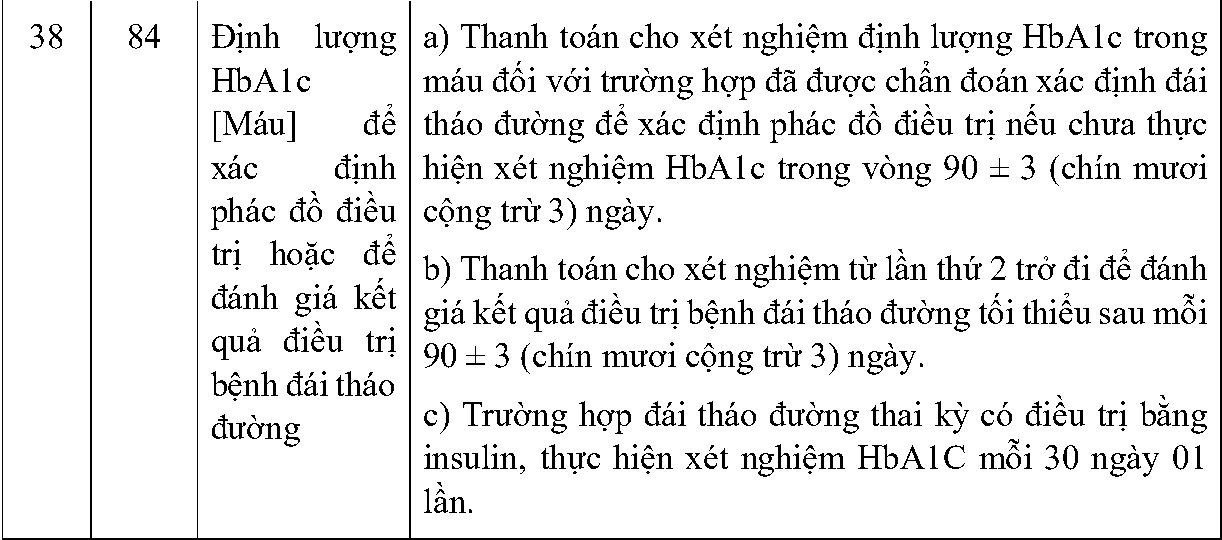 38
84
Định lượng
HbA1c
[Máu] để
xác định
phác đồ điều
trị hoặc để
đánh giá kết
quả điều trị
bệnh đái tháo
đường
a) Thanh toán cho xét nghiệm định lượng HbA1c trong
máu đối với trường hợp đã được chẩn đoán xác định đái
tháo đường để xác định phác đồ điều trị nếu chưa thực
hiện xét nghiệm HbA1c trong vòng 90 ± 3 (chín mươi
cộng trừ 3) ngày.
b) Thanh toán cho xét nghiệm từ lần thứ 2 trở đi để đánh
giá kết quả điều trị bệnh đái tháo đường tối thiểu sau mỗi
90 ± 3 (chín mươi cộng trừ 3) ngày.
c) Trường hợp đái tháo đường thai kỳ có điều trị bằng
insulin, thực hiện xét nghiệm HbA1C mỗi 30 ngày 01
lần.